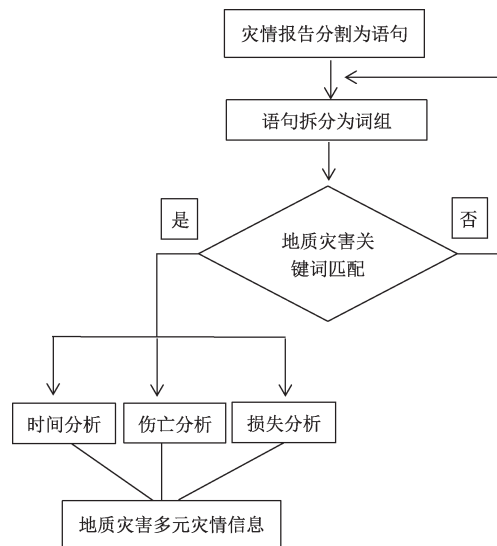 灾情报告分割为语句
语句拆分为词组
是
否
地质灾害关
键词匹配
时间分析
伤亡分析
损失分析
地质灾害多元灾情信息